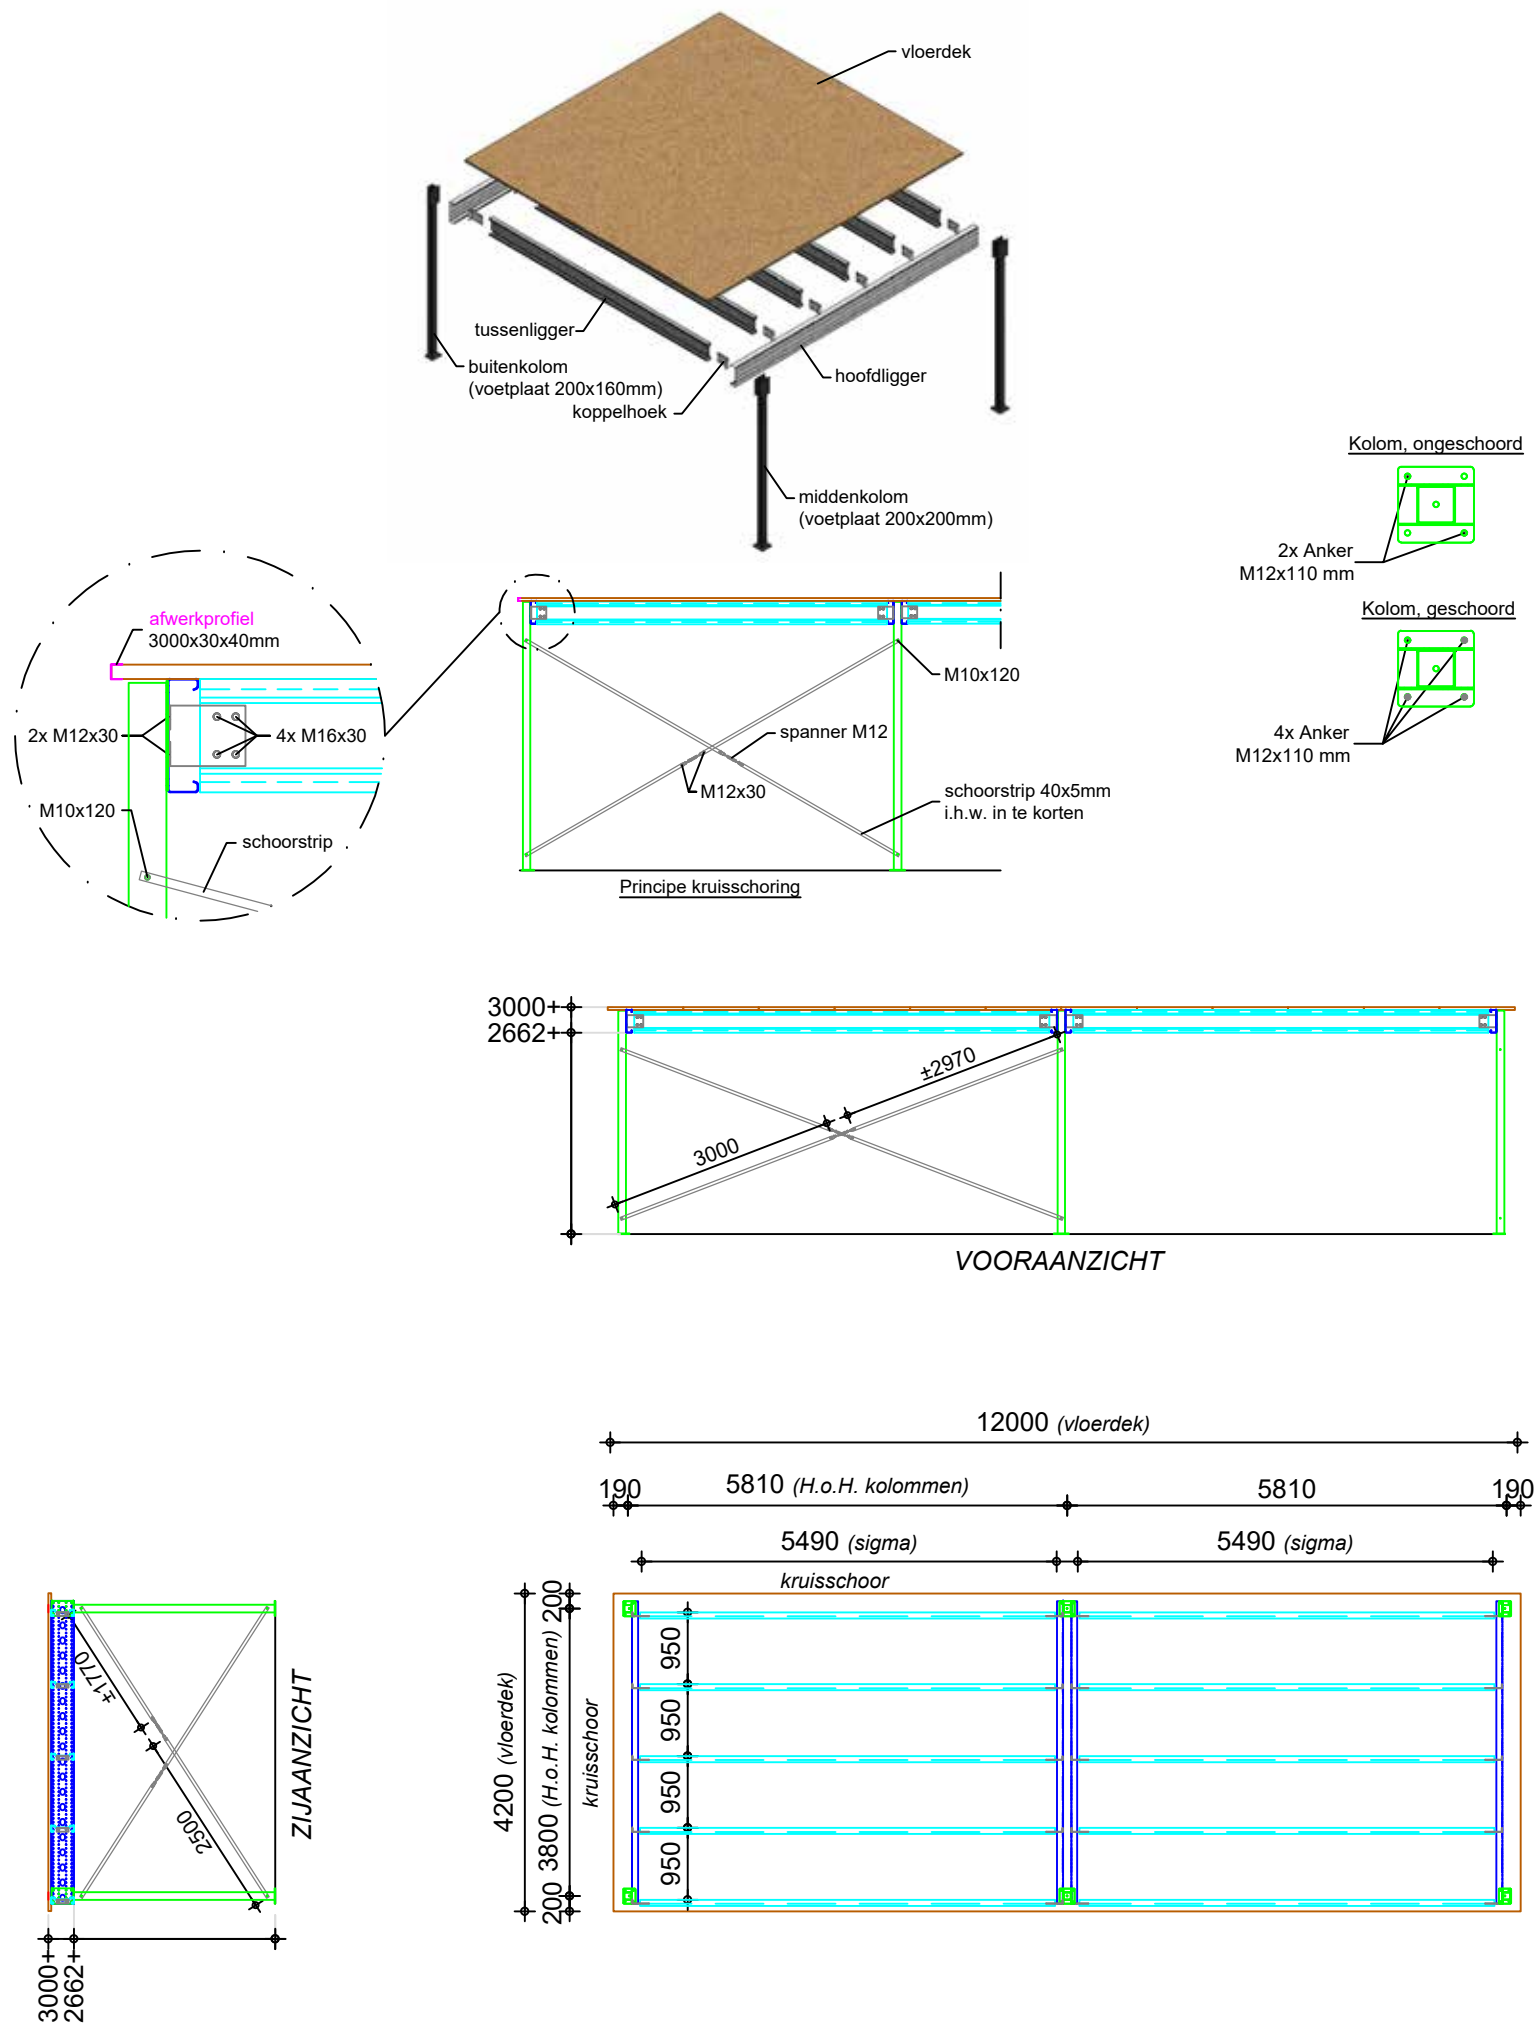 vloerdek
tussenligger
buitenkolom
(voetplaat 200x160mm)
koppelhoek
hoofdligger
middenkolom
(voetplaat 200x200mm)
Kolom, ongeschoord
2x Anker
M12x110 mm
Kolom, geschoord
4x Anker
M12x110 mm
afwerkprofiel
3000x30x40mm
2x M12x30
4x M16x30
M10x120
schoorstrip
M10x120
spanner M12
M12x30
schoorstrip 40x5mm
i.h.w. in te korten
Principe kruisschoring
3000+
2662+
±2970
3000
VOORAANZICHT
12000 (vloerdek)
190
5810 (H.o.H. kolommen)
5810
190
5490 (sigma)
5490 (sigma)
kruisschoor
4200 (vloerdek)
200
3800 (H.o.H. kolommen)
200
kruisschoor
950
950
950
950
±1770
2500
ZIJAANZICHT
3000+
2662+